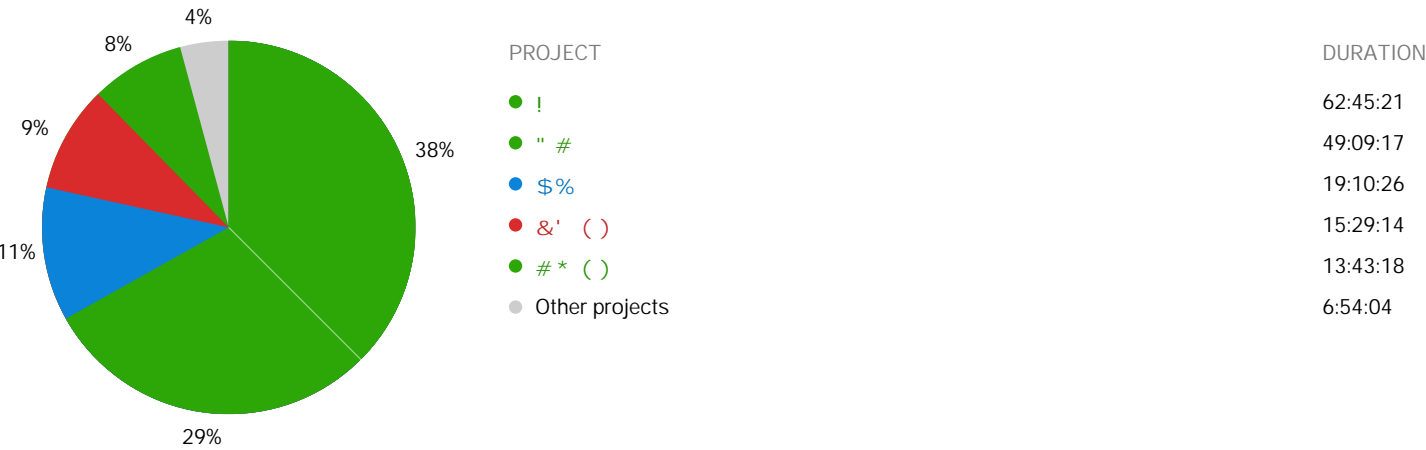 4%
8%
9%
38%
11%
29%
PROJECT DURATION
! 62:45:21
" # 49:09:17
$% 19:10:26
&' ( ) 15:29:14
#* ( ) 13:43:18
Other projects 6:54:04